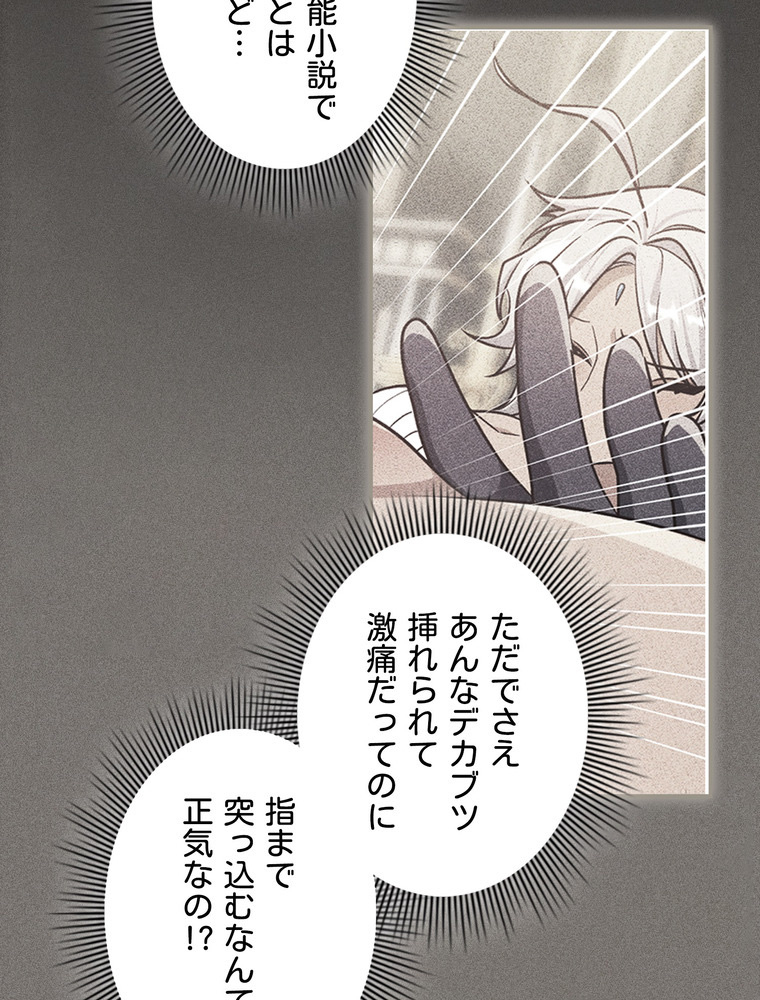 能小説で
とは
ど…
ただでさえ
あんなデカブツ
挿れられて
激痛だってのに
指まで
突っ込むなんて
正気なの!?